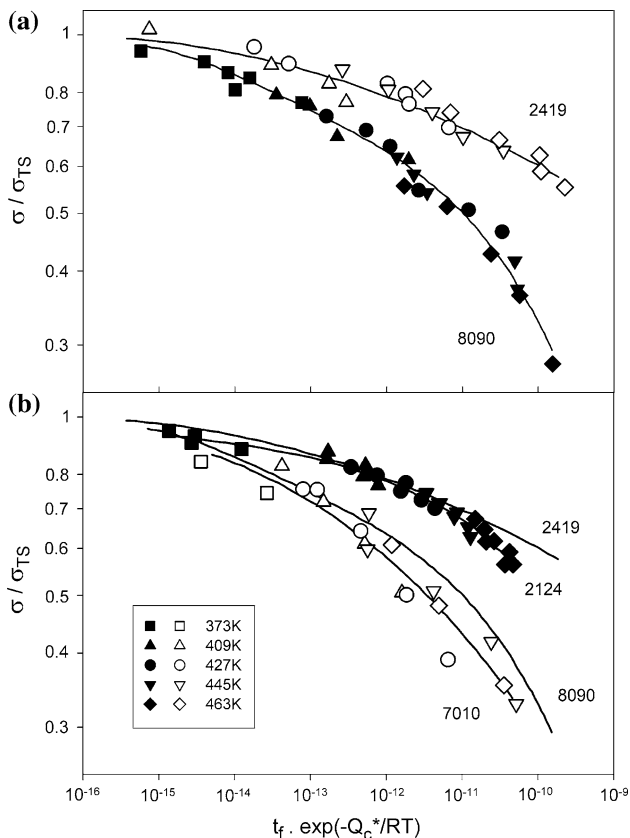 (a)
1
0.8
0.7
0.6
0.5
0.4
0.3
σ / σTS
2419
8090
(b)
1
0.8
0.7
0.6
0.5
0.4
0.3
σ / σTS
2419
2124
8090
7010
373K
409K
427K
445K
463K
10-16 10-15 10-14 10-13 10-12 10-11 10-10 10-9
tf . exp(-Qc*/RT)